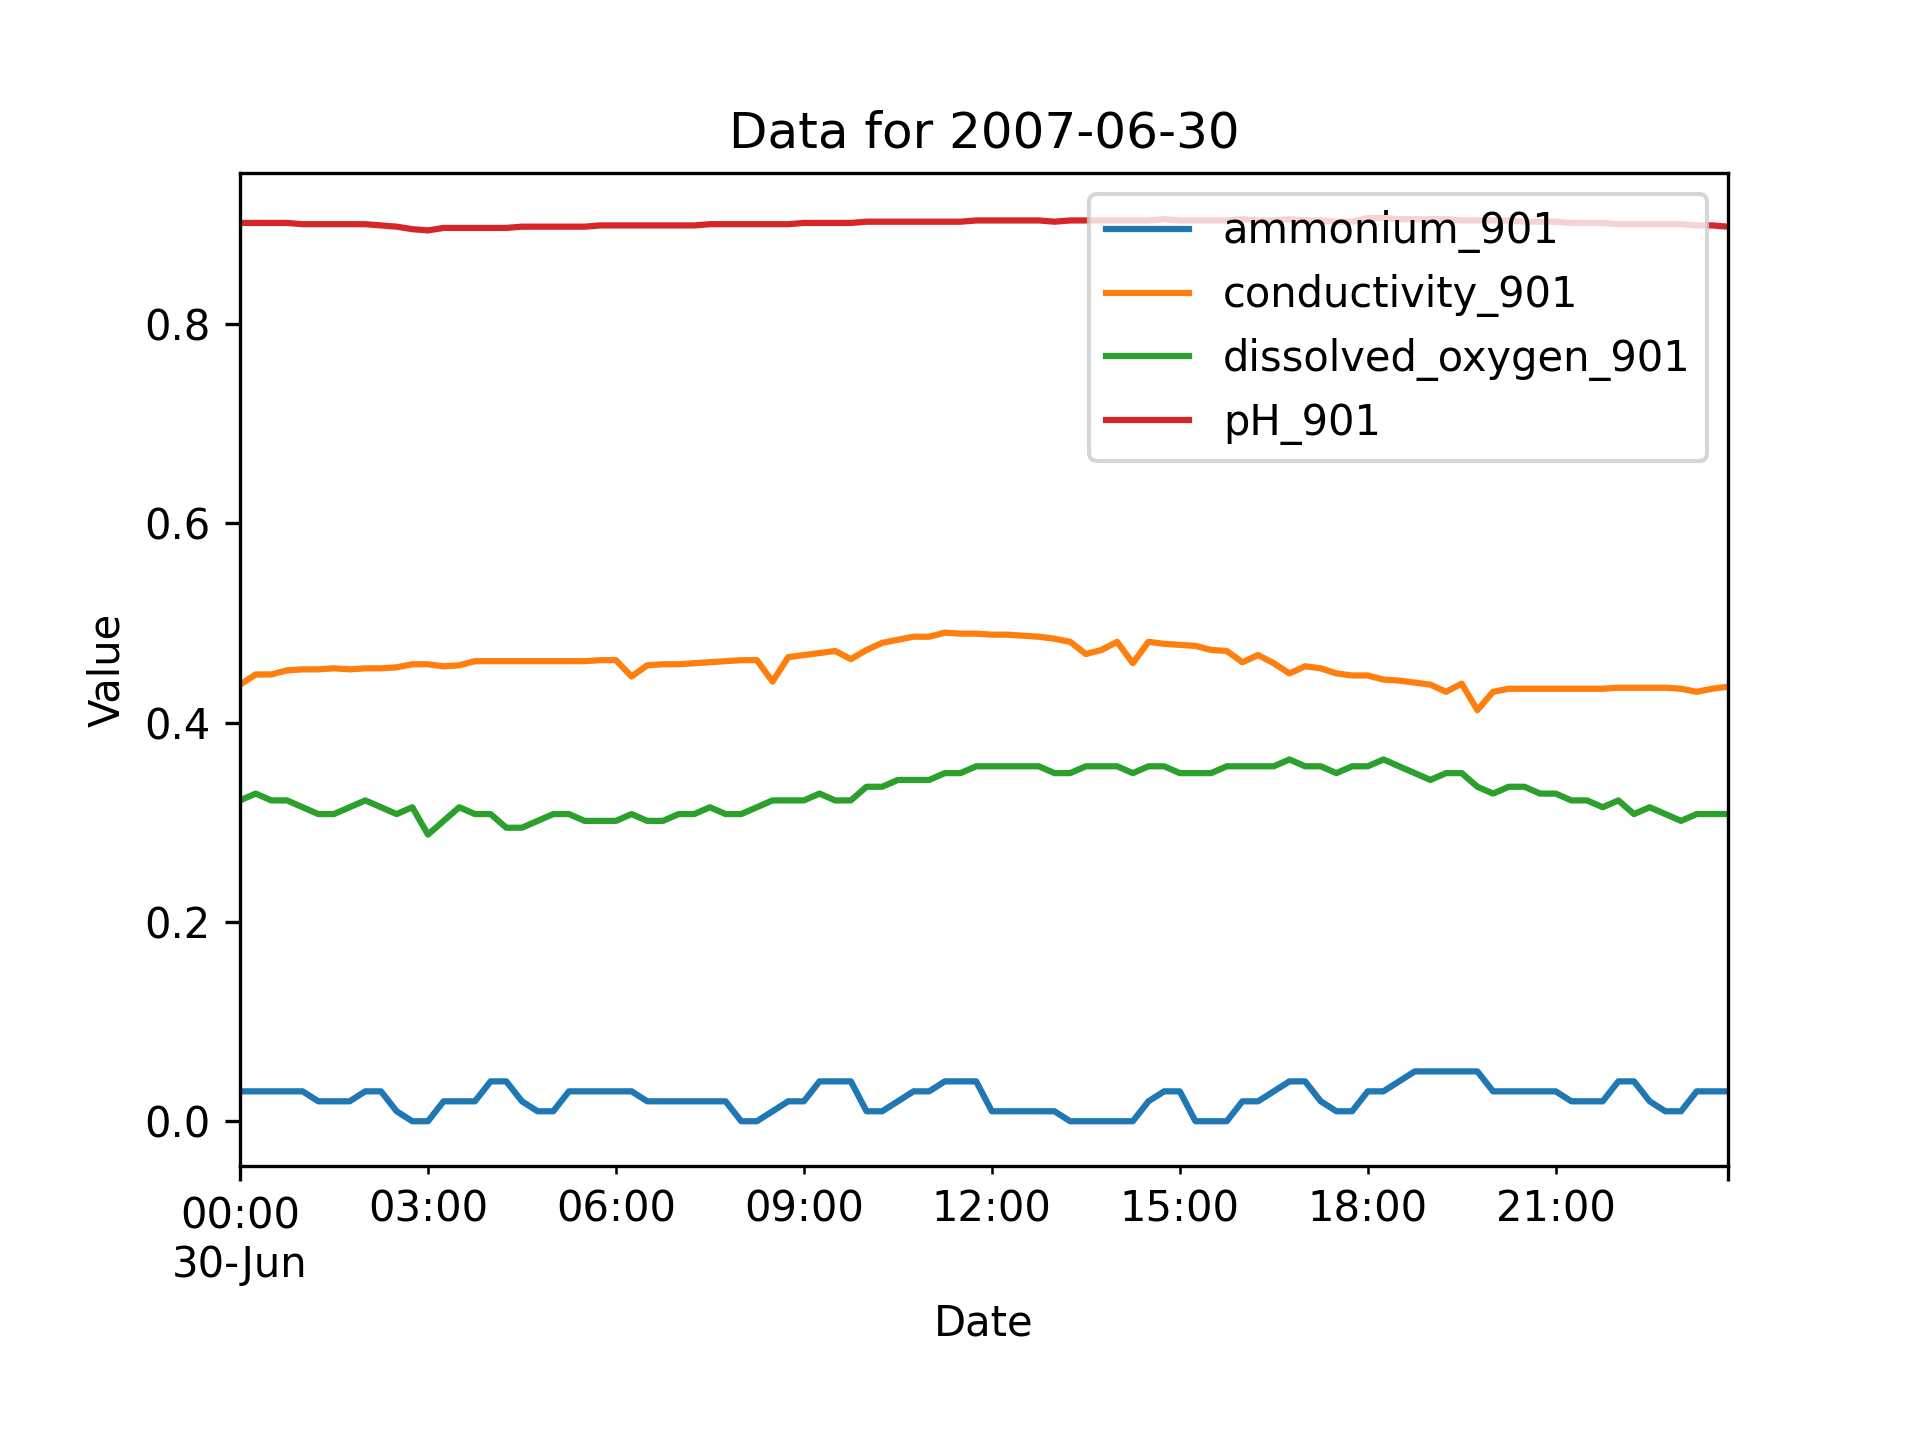 Data for 2007-06-30
ammonium_901
conductivity_901
dissolved_oxygen_901
pH_901
Value
0.8
0.6
0.4
0.2
0.0
00:00 03:00 06:00 09:00 12:00 15:00 18:00 21:00
30-Jun
Date